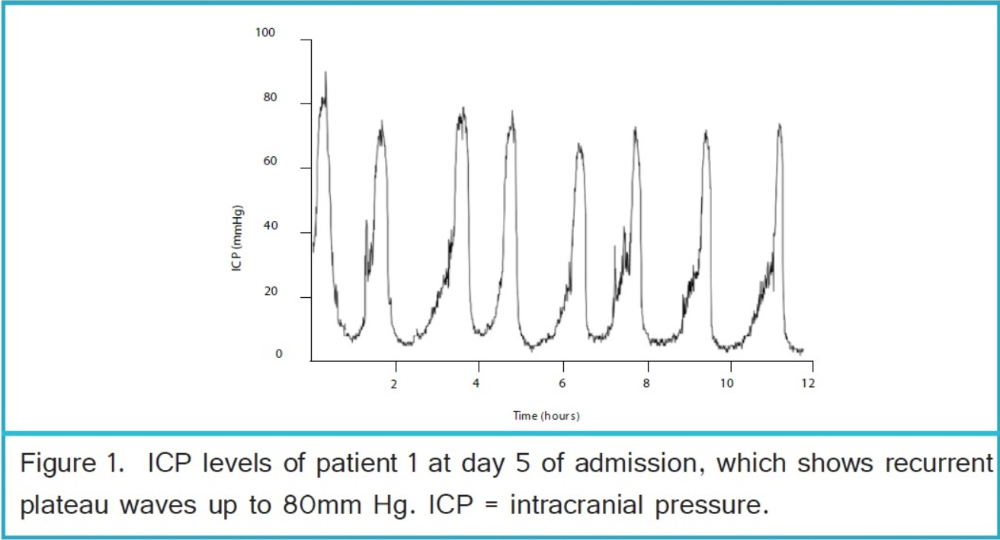 100
80
60
40
20
0
ICP (mmHg)
2 4 6 8 10 12
Time (hours)
Figure 1. ICP levels of patient 1 at day 5 of admission, which shows recurrent
plateau waves up to 80mm Hg. ICP = intracranial pressure.